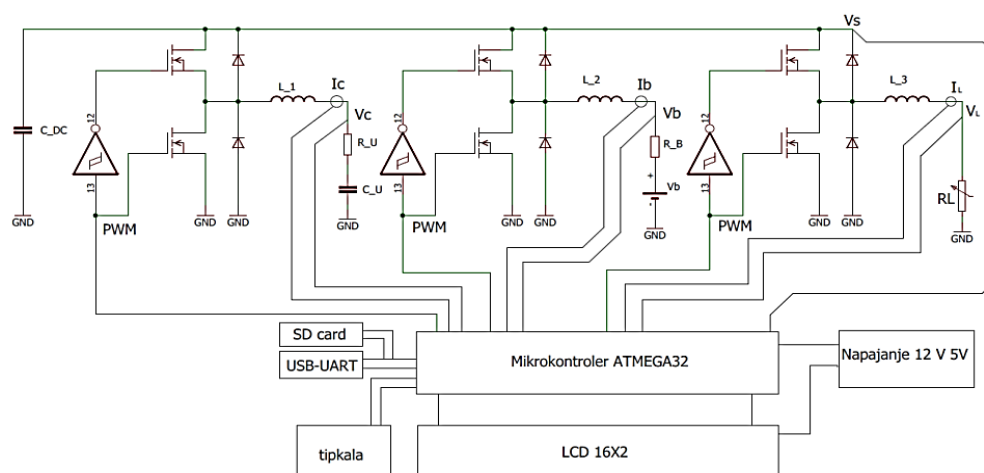 Vs
L_1
Ic
L_2
Ib
L_3
IL
12
12
12
Vc
Vb
VL
C_DC
R_U
R_B
C_U
+
Vb
-
RL
13
13
13
GND
GND
GND
GND
GND
GND
GND
GND
GND
GND
PWM
PWM
PWM
SD card
USB-UART
Mikrokontroler ATMEGA32
Napajanje 12 V 5V
tipkala
LCD 16X2